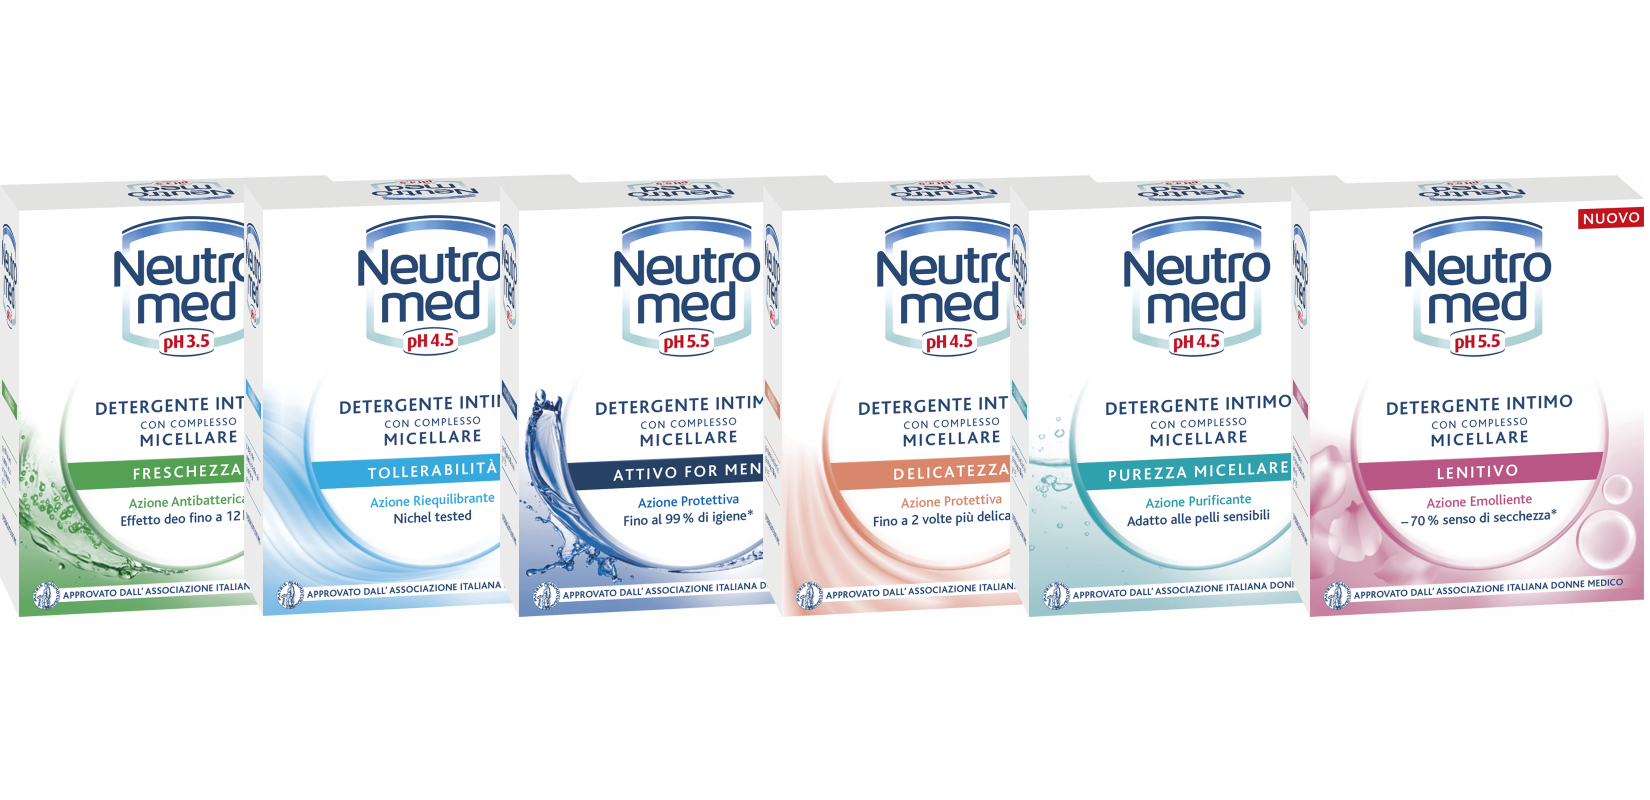 Neutro
med
pH 3.5
DETERGENTE INT
CON COMPLESSO
MICELLARE
FRESCHEZZA
Azione Antibatterica
Effetto deo fino a 12
APPROVATO DALL' ASSOCIAZIONE ITALIAN
Neutro
med
pH 4.5
DETERGENTE INTI
CON COMPLESSO
MICELLARE
TOLLERABILITÀ
Azione Riequilibrante
Nichel tested
APPROVATO DALL' ASSOCIAZIONE ITALIANA
Neutro
med
pH 5.5
DETERGENTE INTIM
CON COMPLESSO
MICELLARE
ATTIVO FOR MEN
Azione Protettiva
Fino al 99 % di igiene*
APPROVATO DALL' ASSOCIAZIONE ITALIANA D
Neutro
med
pH 4.5
DETERGENTE INT
CON COMPLESSO
MICELLARE
DELICATEZZA
Azione Protettiva
Fino a 2 volte più delica
APPROVATO DALL' ASSOCIAZIONE ITALIAN
Neutro
med
pH 4.5
DETERGENTE INTIMO
CON COMPLESSO
MICELLARE
PUREZZA MICELLARE
Azione Purificante
Adatto alle pelli sensibili
APPROVATO DALL' ASSOCIAZIONE ITALIANA DON
NUOVO
Neutro
med
pH 5.5
DETERGENTE INTIMO
CON COMPLESSO
MICELLARE
LENITIVO
Azione Emolliente
–70 % senso di secchezza*
APPROVATO DALL' ASSOCIAZIONE ITALIANA DONNE MEDICO